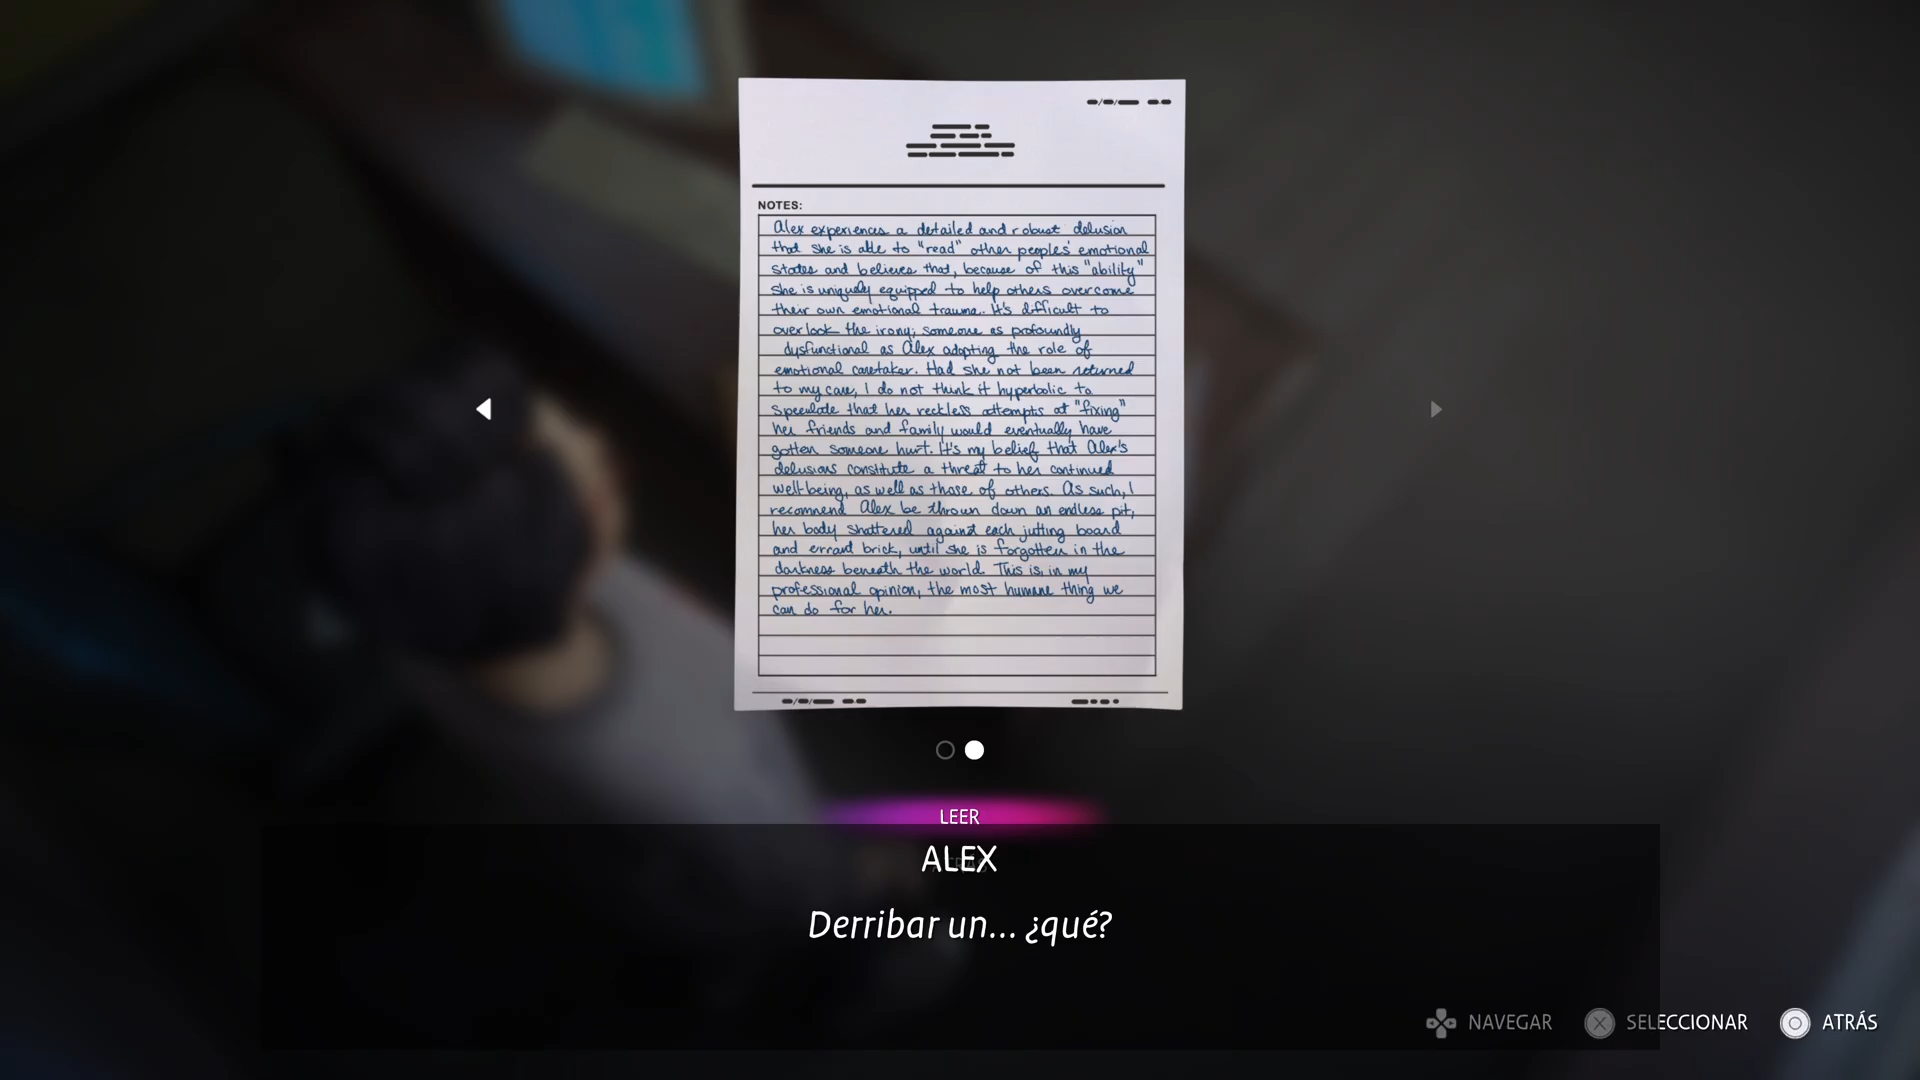 NOTES:
Alex experiences a detailed and robust delusion
that she is able to "read" other peoples' emotional
states and believes that, because of this "ability"
she is uniquely equipped to help others overcome
their own emotional trauma. It's difficult to
overlook the irony; someone as profoundly
dysfunctional as Alex adopting the role of
emotional caretaker. Had she not been returned
to my care, I do not think it hyperbolic to
speculate that her reckless attempts at "fixing"
her friends and family would eventually have
gotten someone hurt. It's my belief that Alex's
delusions constitute a threat to her continued
well-being, as well as those of others. As such, I
recommend Alex be thrown down an endless pit,
her body shattered against each jutting board
and errant brick, until she is forgotten in the
darkness beneath the world. This is, in my
professional opinion, the most humane thing we
can do for her.
LEER
ALEX
Derribar un... ¿qué?
NAVEGAR SELECCIONAR ATRÁS